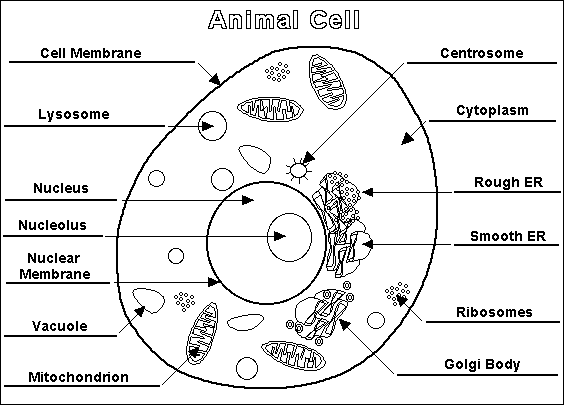 Animal Cell
Cell Membrane
Centrosome
Lysosome
Cytoplasm
Nucleus
Rough ER
Nucleolus
Smooth ER
Nuclear
Membrane
Ribosomes
Vacuole
Golgi Body
Mitochondrion